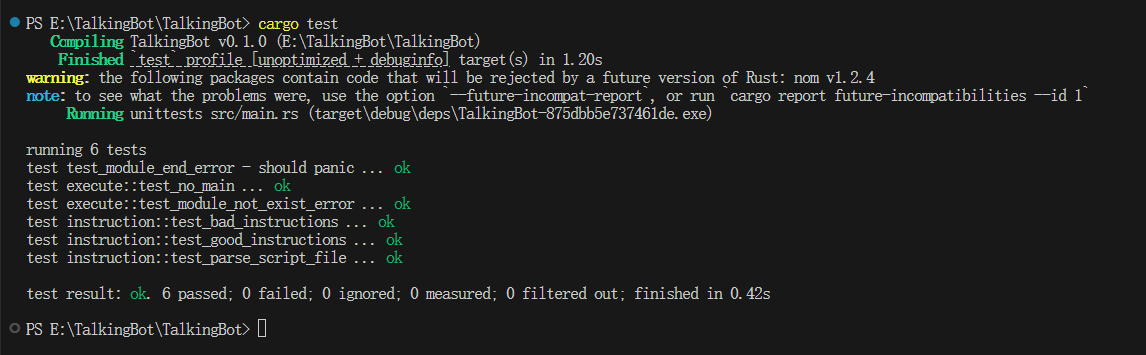 PS E:\TalkingBot\TalkingBot> cargo test
Compiling TalkingBot v0.1.0 (E:\TalkingBot\TalkingBot)
Finished `test` profile [unoptimized + debuginfo] target(s) in 1.20s
warning: the following packages contain code that will be rejected by a future version of Rust: nom v1.2.4
note: to see what the problems were, use the option `--future-incompat-report`, or run `cargo report future-incompatibilities --id 1`
Running unittests src/main.rs (target\debug\deps\TalkingBot-875dbb5e737461de.exe)
running 6 tests
test test_module_end_error - should panic ... ok
test execute::test_no_main ... ok
test execute::test_module_not_exist_error ... ok
test instruction::test_bad_instructions ... ok
test instruction::test_good_instructions ... ok
test instruction::test_parse_script_file ... ok
test result: ok. 6 passed; 0 failed; 0 ignored; 0 measured; 0 filtered out; finished in 0.42s
PS E:\TalkingBot\TalkingBot>